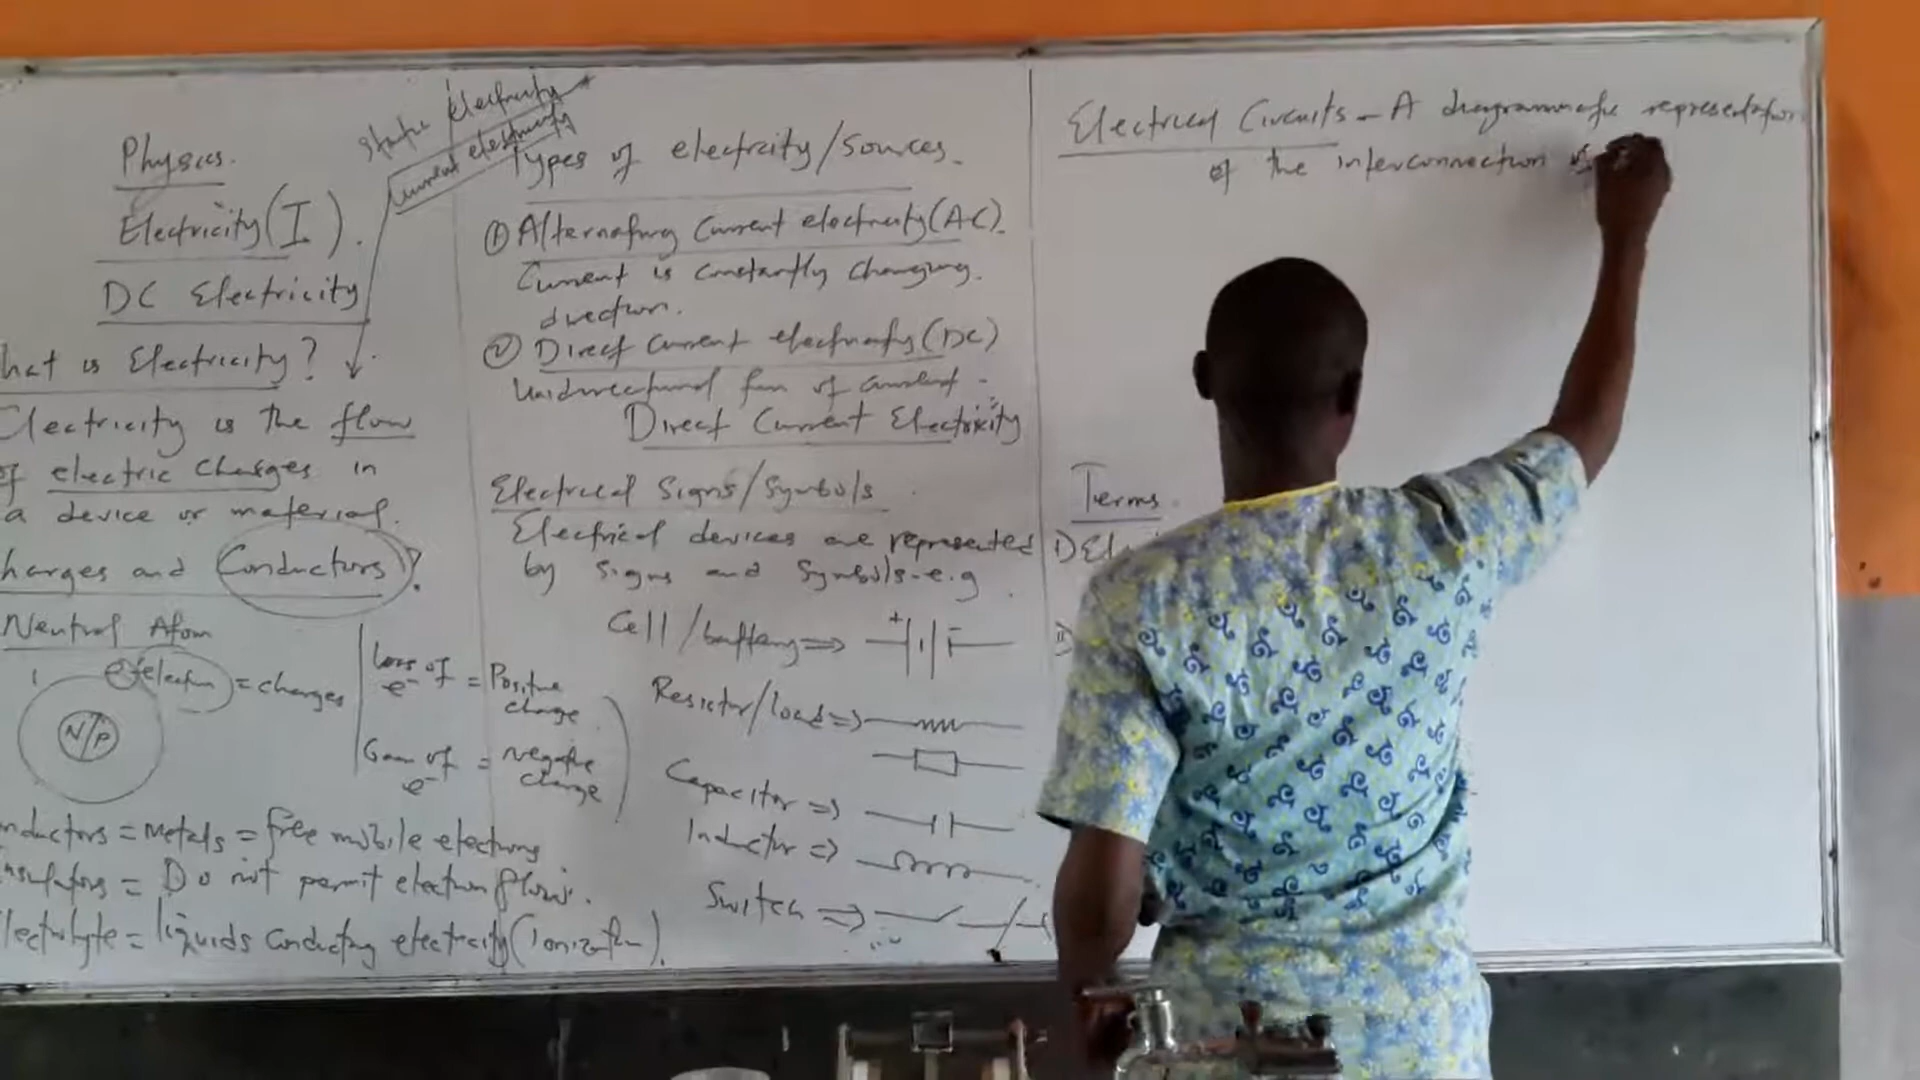 Physics.
Electricity (I).
DC Electricity
static electricity
Current electricity
hat is Electricity?
Electricity is the flow
of electric charges in
a device or material.
harges and Conductors?
Neutral Atom
electron = charges
N/P
loss of e- = Positive charge
Gain of e- = negative charge
nductors = Metals = free mobile electrons
Insulators = Do not permit electron flow.
Electrolyte = liquids conducting electricity (Ionization).
Types of electricity/sources.
① Alternating Current electricity (AC).
Current is constantly changing.
direction.
② Direct Current electricity (DC)
Unidirectional of current.
Direct Current Electricity
Electrical Signs/Symbols
Electrical devices are represented
by signs and symbols. e.g
Cell/battery ⇒ + -
Resistor/load ⇒
Capacitor ⇒
Inductor ⇒
Switch ⇒
Electrical Circuits - A diagrammatic representation
of the interconnection of
Terms.